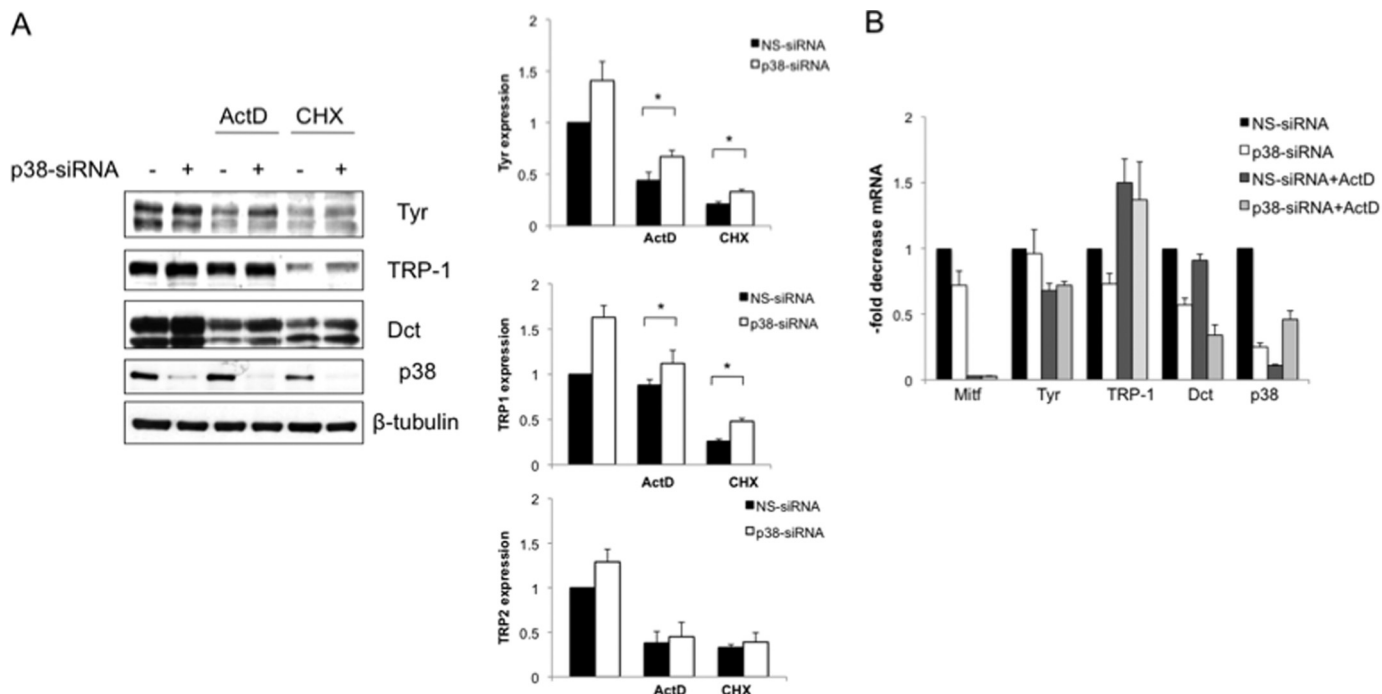 A
ActD CHX
p38-siRNA - + - + - +
Tyr
TRP-1
Dct
p38
β-tubulin
2
1.5
1
0.5
0
Tyr expression
NS-siRNA
p38-siRNA
*
*
ActD CHX
2
1.5
1
0.5
0
TRP1 expression
NS-siRNA
p38-siRNA
*
*
ActD CHX
2
1.5
1
0.5
0
TRP2 expression
NS-siRNA
p38-siRNA
ActD CHX
B
2
1.5
1
0.5
0
-fold decrease mRNA
NS-siRNA
p38-siRNA
NS-siRNA+ActD
p38-siRNA+ActD
Mitf Tyr TRP-1 Dct p38